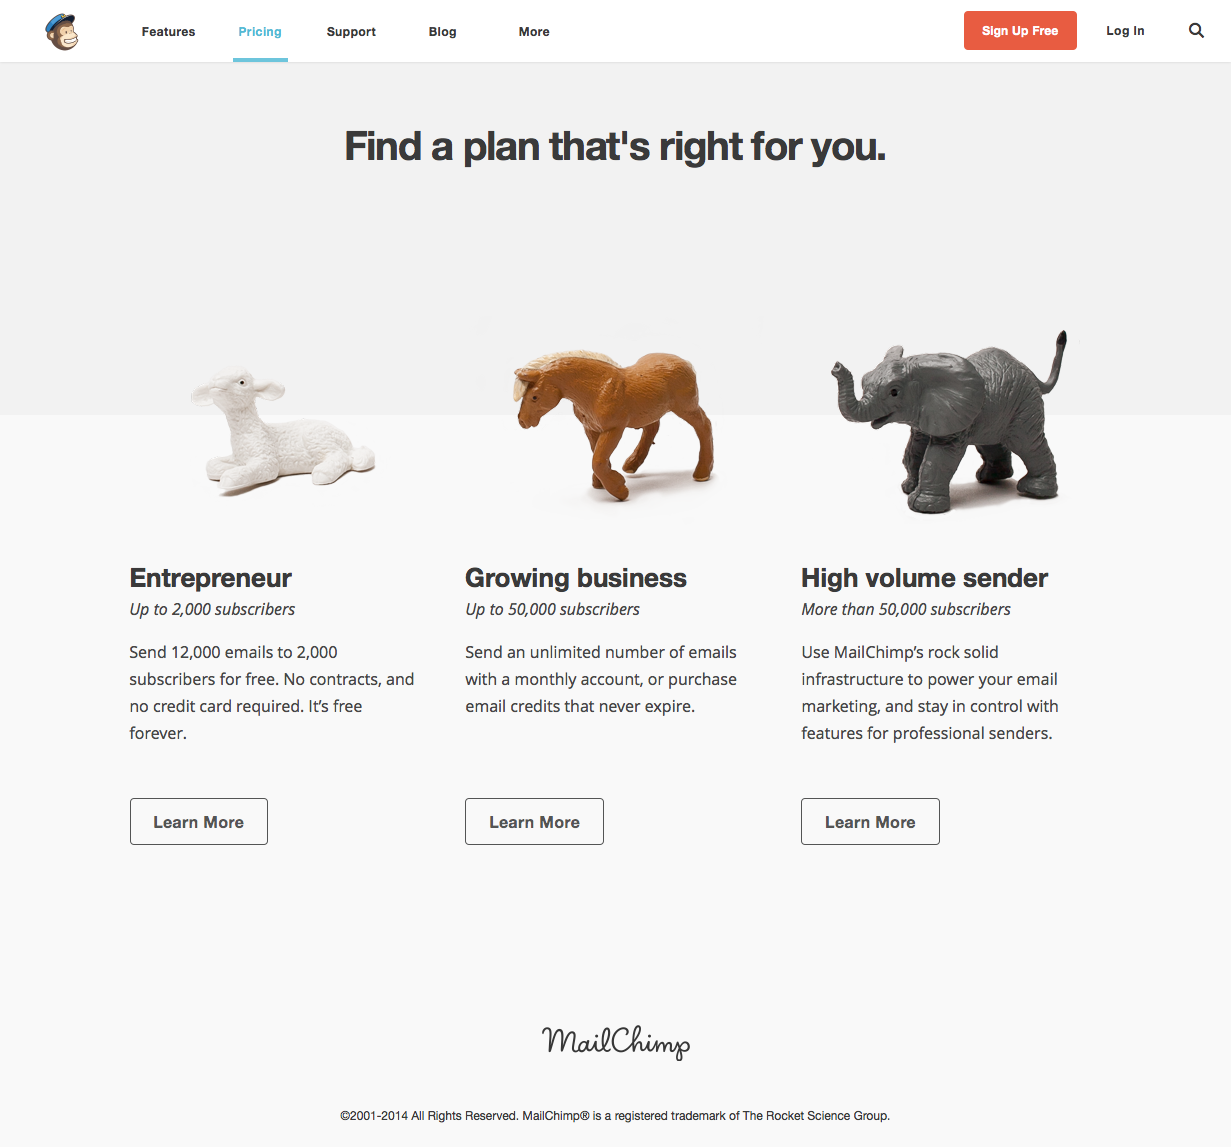 Features Pricing Support Blog More Sign Up Free Log In
Find a plan that's right for you.
Entrepreneur
Up to 2,000 subscribers
Send 12,000 emails to 2,000
subscribers for free. No contracts, and
no credit card required. It’s free
forever.
Learn More
Growing business
Up to 50,000 subscribers
Send an unlimited number of emails
with a monthly account, or purchase
email credits that never expire.
Learn More
High volume sender
More than 50,000 subscribers
Use MailChimp’s rock solid
infrastructure to power your email
marketing, and stay in control with
features for professional senders.
Learn More
MailChimp
©2001-2014 All Rights Reserved. MailChimp® is a registered trademark of The Rocket Science Group.